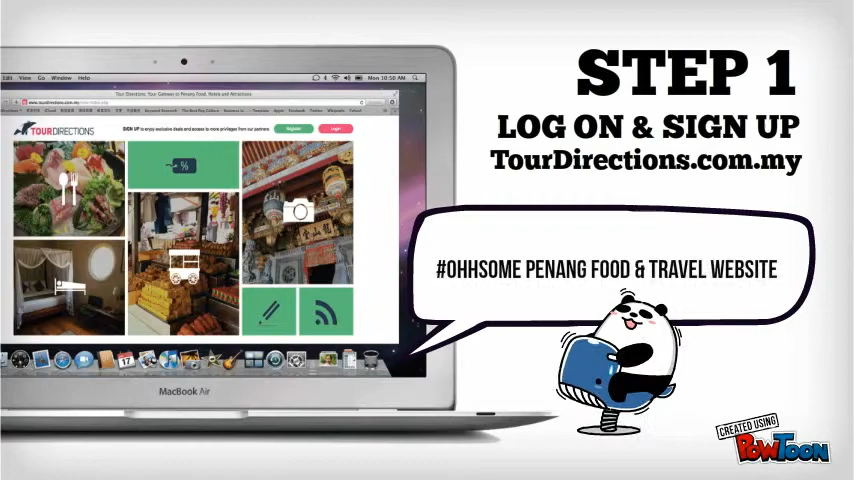 STEP 1
LOG ON & SIGN UP
TourDirections.com.my
#OHHSOME PENANG FOOD & TRAVEL WEBSITE
Edit View Go Window Help
Mon 10:50 AM
Tour Directions: Your Gateway to Penang Food, Hotels and Attractions
TOURDIRECTIONS
SIGN UP to enjoy exclusive deals and access to more privileges from our partners
Register
Login
%
17
MacBook Air
CREATED USING
POWTOON